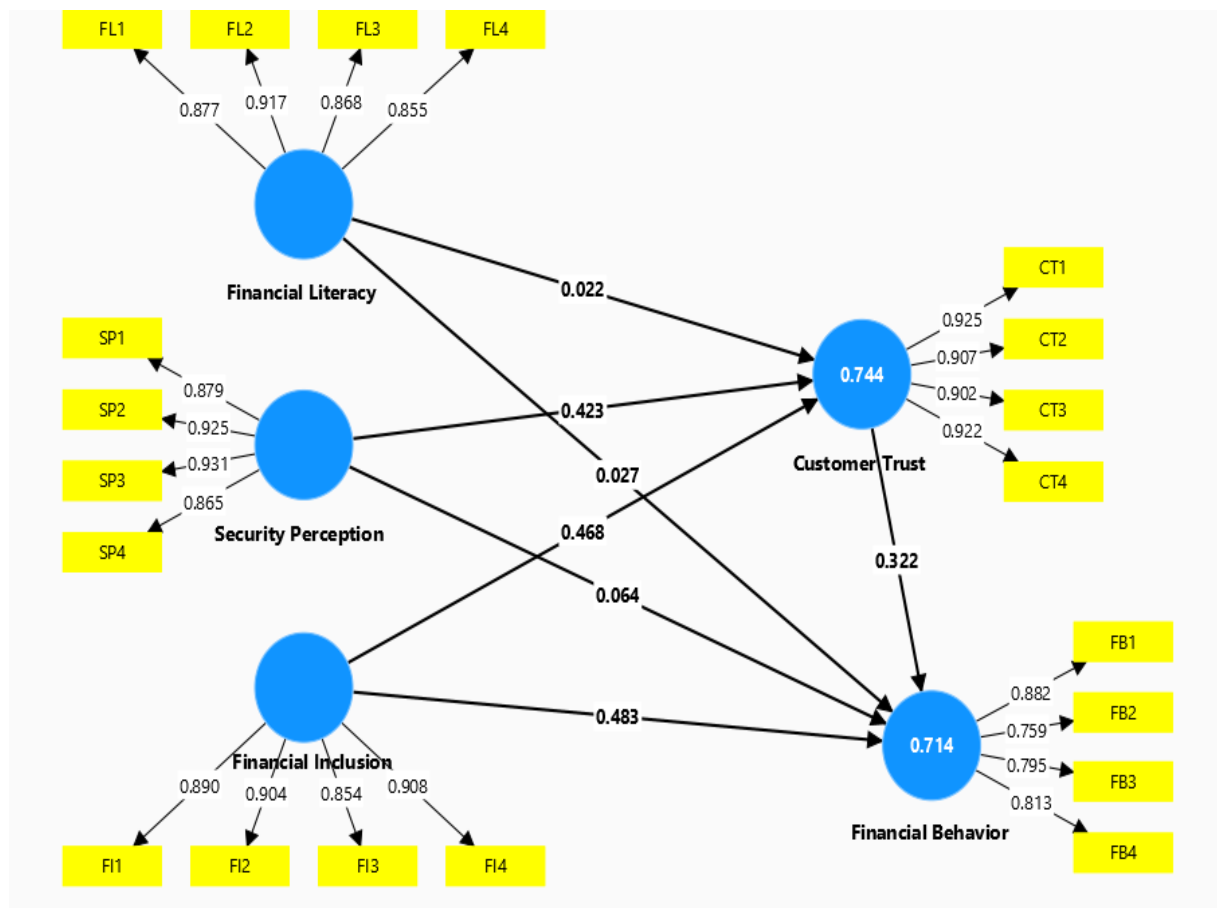 FL1 FL2 FL3 FL4
0.877 0.917 0.868 0.855
Financial Literacy
SP1
SP2
SP3
SP4
0.879
0.925
0.931
0.865
Security Perception
Financial Inclusion
0.890 0.904 0.854 0.908
FI1 FI2 FI3 FI4
0.022
0.423
0.027
0.468
0.064
0.483
0.744
Customer Trust
0.925
0.907
0.902
0.922
CT1
CT2
CT3
CT4
0.322
0.714
Financial Behavior
0.882
0.759
0.795
0.813
FB1
FB2
FB3
FB4